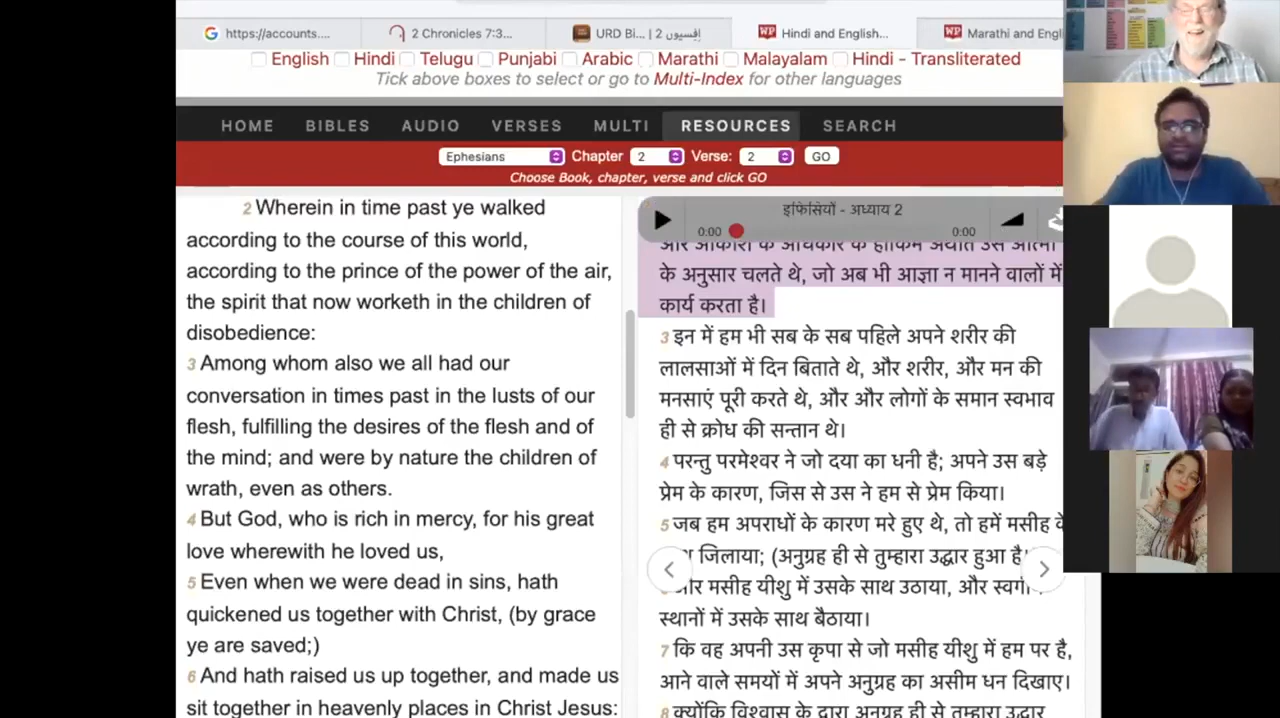 https://accounts....
2 Chronicles 7:3...
URD Bi... | 2 إفسيون
Hindi and English...
Marathi and Engl
English Hindi Telugu Punjabi Arabic Marathi Malayalam Hindi - Transliterated
Tick above boxes to select or go to Multi-Index for other languages
HOME BIBLES AUDIO VERSES MULTI RESOURCES SEARCH
Ephesians Chapter 2 Verse: 2 GO
Choose Book, chapter, verse and click GO
2 Wherein in time past ye walked
according to the course of this world,
according to the prince of the power of the air,
the spirit that now worketh in the children of
disobedience:
3 Among whom also we all had our
conversation in times past in the lusts of our
flesh, fulfilling the desires of the flesh and of
the mind; and were by nature the children of
wrath, even as others.
4 But God, who is rich in mercy, for his great
love wherewith he loved us,
5 Even when we were dead in sins, hath
quickened us together with Christ, (by grace
ye are saved;)
6 And hath raised us up together, and made us
sit together in heavenly places in Christ Jesus:
इफिसियों - अध्याय 2
0:00 0:00
और आकाश के अधिकार के हाकिम अर्थात उस आत्मा
के अनुसार चलते थे, जो अब भी आज्ञा न मानने वालों में
कार्य करता है।
3 इन में हम भी सब के सब पहिले अपने शरीर की
लालसाओं में दिन बिताते थे, और शरीर, और मन की
मनसाएं पूरी करते थे, और और लोगों के समान स्वभाव
ही से क्रोध की सन्तान थे।
4 परन्तु परमेश्वर ने जो दया का धनी है; अपने उस बड़े
प्रेम के कारण, जिस से उस ने हम से प्रेम किया।
5 जब हम अपराधों के कारण मरे हुए थे, तो हमें मसीह के
जिलाया; (अनुग्रह ही से तुम्हारा उद्धार हुआ है
और मसीह यीशु में उसके साथ उठाया, और स्वर्गी
स्थानों में उसके साथ बैठाया।
7 कि वह अपनी उस कृपा से जो मसीह यीशु में हम पर है,
आने वाले समयों में अपने अनुग्रह का असीम धन दिखाए।
8 क्योंकि विश्वास के द्वारा अनुग्रह ही से तुम्हारा उद्धार